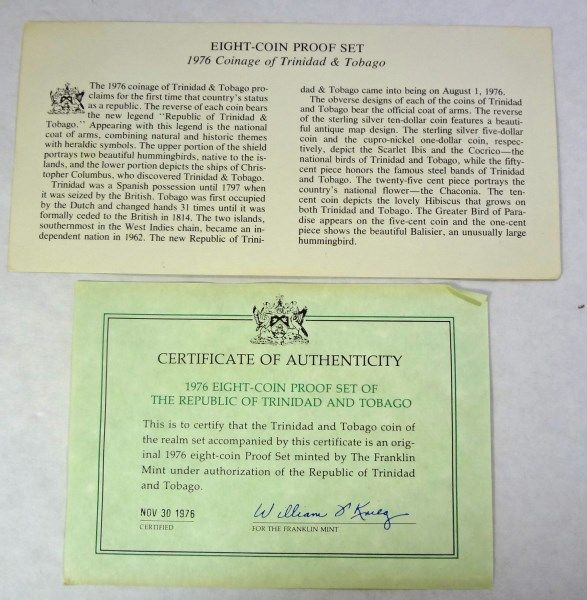 EIGHT-COIN PROOF SET
1976 Coinage of Trinidad & Tobago
The 1976 coinage of Trinidad & Tobago pro-
claims for the first time that country's status
as a republic. The reverse of each coin bears
the new legend "Republic of Trinidad &
Tobago." Appearing with this legend is the national
coat of arms, combining natural and historic themes
with heraldic symbols. The upper portion of the shield
portrays two beautiful hummingbirds, native to the is-
lands, and the lower portion depicts the ships of Chris-
topher Columbus, who discovered Trinidad & Tobago.
Trinidad was a Spanish possession until 1797 when
it was seized by the British. Tobago was first occupied
by the Dutch and changed hands 31 times until it was
formally ceded to the British in 1814. The two islands,
southernmost in the West Indies chain, became an in-
dependent nation in 1962. The new Republic of Trini-
dad & Tobago came into being on August 1, 1976.
The obverse designs of each of the coins of Trinidad
and Tobago bear the official coat of arms. The reverse
of the sterling silver ten-dollar coin features a beauti-
ful antique map design. The sterling silver five-dollar
coin and the cupro-nickel one-dollar coin, respec-
tively, depict the Scarlet Ibis and the Cocrico—the
national birds of Trinidad and Tobago, while the fifty-
cent piece honors the famous steel bands of Trinidad
and Tobago. The twenty-five cent piece portrays the
country's national flower—the Chaconia. The ten-
cent coin depicts the lovely Hibiscus that grows on
both Trinidad and Tobago. The Greater Bird of Para-
dise appears on the five-cent coin and the one-cent
piece shows the beautiful Balisier, an unusually large
hummingbird.
CERTIFICATE OF AUTHENTICITY
1976 EIGHT-COIN PROOF SET OF
THE REPUBLIC OF TRINIDAD AND TOBAGO
This is to certify that the Trinidad and Tobago coin of
the realm set accompanied by this certificate is an orig-
inal 1976 eight-coin Proof Set minted by The Franklin
Mint under authorization of the Republic of Trinidad
and Tobago.
NOV 30 1976
CERTIFIED
William F Krieg
FOR THE FRANKLIN MINT